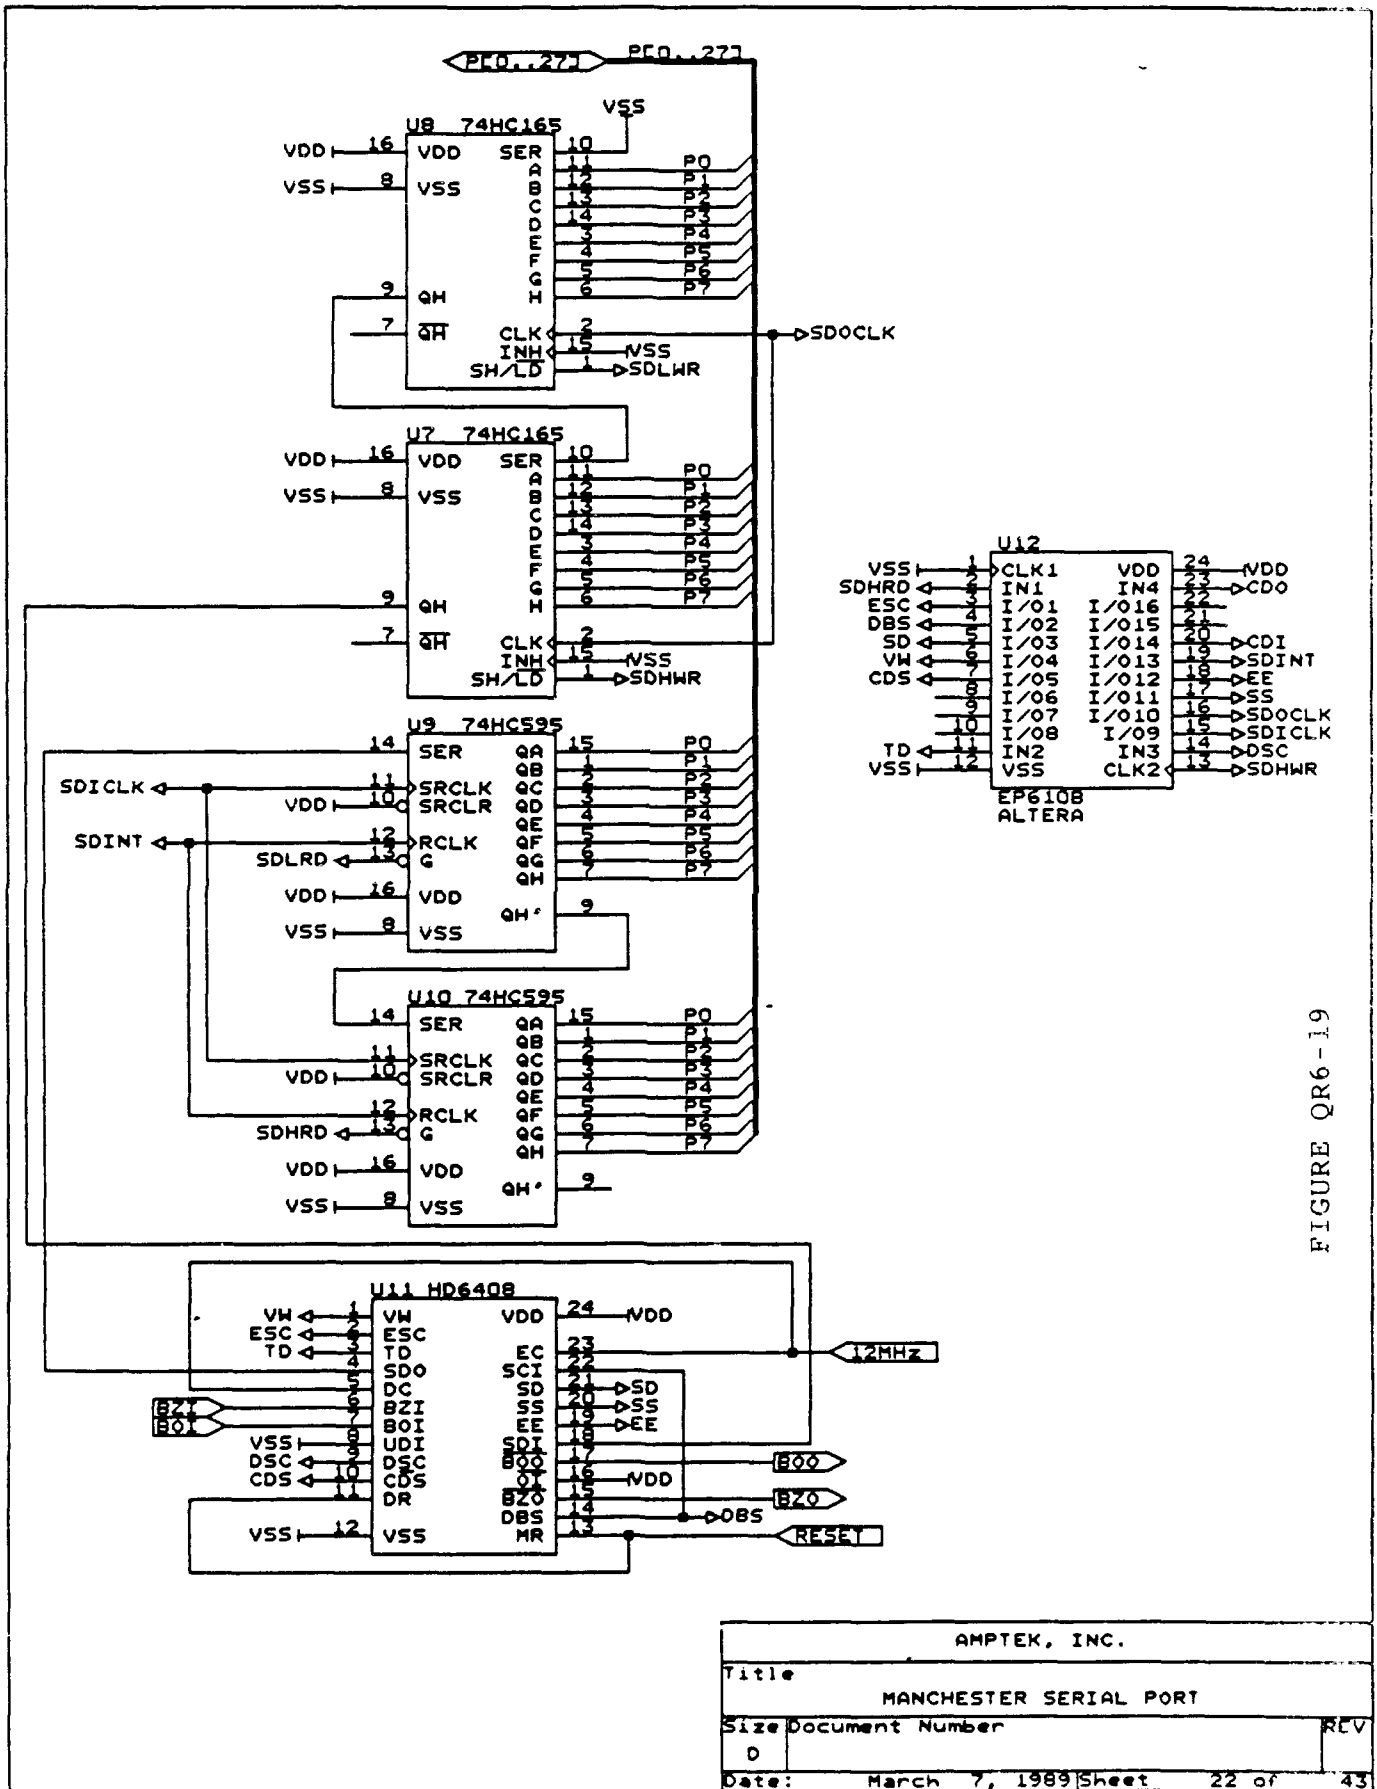 P[0..27]
P[0..27]
VSS
U8 74HC165
VDD 16 VDD SER 10
A 11 P0
VSS 8 VSS B 12 P1
C 13 P2
D 14 P3
E 3 P4
F 4 P5
G 5 P6
9 QH H 6 P7
7 QH CLK 2 SDOCLK
INH 15 VSS
SH/LD 1 SDLWR
U7 74HC165
VDD 16 VDD SER 10
A 11 P0
VSS 8 VSS B 12 P1
C 13 P2
D 14 P3
E 3 P4
F 4 P5
G 5 P6
9 QH H 6 P7
7 QH CLK 2
INH 15 VSS
SH/LD 1 SDHWR
U12
VSS 1 CLK1 VDD 24 VDD
SDHRD 2 IN1 IN4 23 CDO
ESC 3 I/O1 I/O16 22
DBS 4 I/O2 I/O15 21
SD 5 I/O3 I/O14 20 CDI
VW 6 I/O4 I/O13 19 SDINT
CDS 7 I/O5 I/O12 18 EE
8 I/O6 I/O11 17 SS
9 I/O7 I/O10 16 SDOCLK
10 I/O8 I/O9 15 SDICLK
TD 11 IN2 IN3 14 DSC
VSS 12 VSS CLK2 13 SDHWR
EP610B
ALTERA
U9 74HC595
14 SER QA 15 P0
QB 1 P1
SDICLK 11 SRCLK QC 2 P2
VDD 10 SRCLR QD 3 P3
QE 4 P4
SDINT 12 RCLK QF 5 P5
SDLRD 13 G QG 6 P6
QH 7 P7
VDD 16 VDD
QH' 9
VSS 8 VSS
U10 74HC595
14 SER QA 15 P0
QB 1 P1
11 SRCLK QC 2 P2
VDD 10 SRCLR QD 3 P3
QE 4 P4
12 RCLK QF 5 P5
SDHRD 13 G QG 6 P6
QH 7 P7
VDD 16 VDD
QH' 9
VSS 8 VSS
U11 HD6408
VW 1 VW VDD 24 VDD
ESC 2 ESC
TD 3 TD EC 23 12MHz
4 SDO SCI 22
5 DC SD 21 SD
BZI 6 BZI SS 20 SS
BOI 7 BOI EE 19 EE
VSS 8 UDI SDI 18
DSC 9 DSC BOO 17 BOO
CDS 10 CDS OI 16 VDD
11 DR BZO 15 BZO
DBS 14 DBS
VSS 12 VSS MR 13 RESET
FIGURE QR6-19
AMPTEK, INC.
Title
MANCHESTER SERIAL PORT
Size Document Number REV
D
Date: March 7, 1989 Sheet 22 of 43